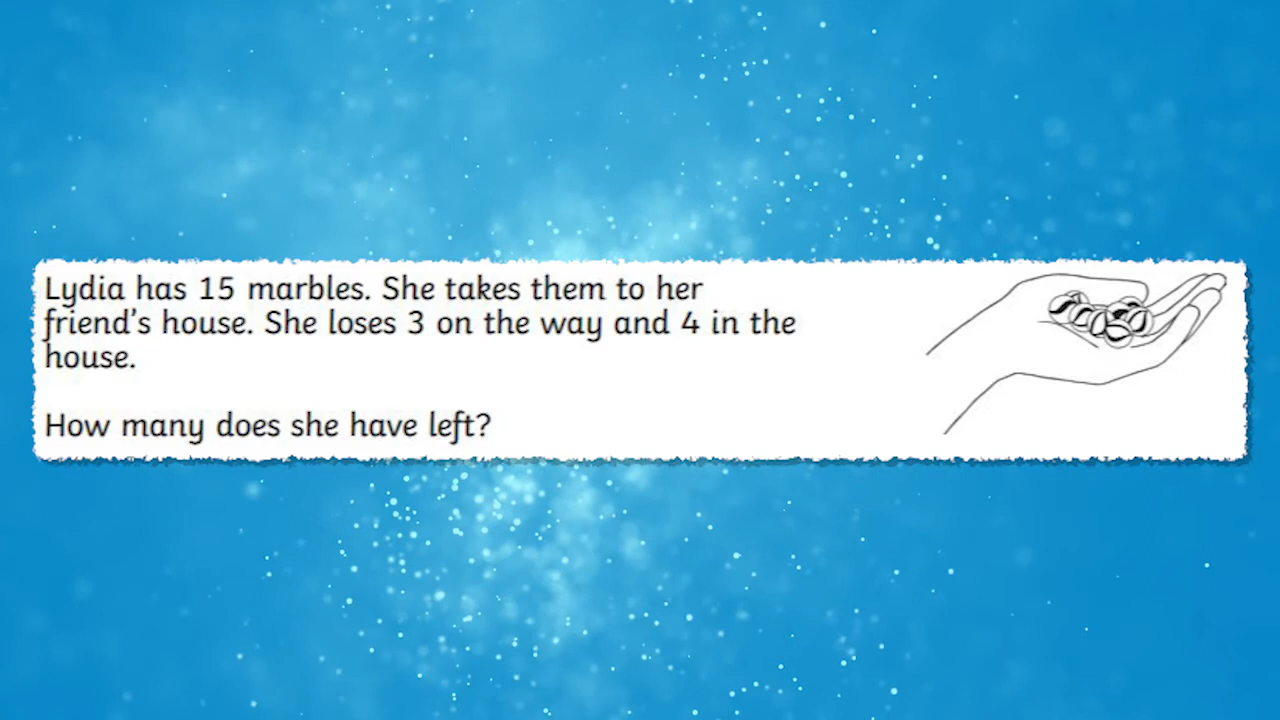 Lydia has 15 marbles. She takes them to her
friend's house. She loses 3 on the way and 4 in the
house.
How many does she have left?